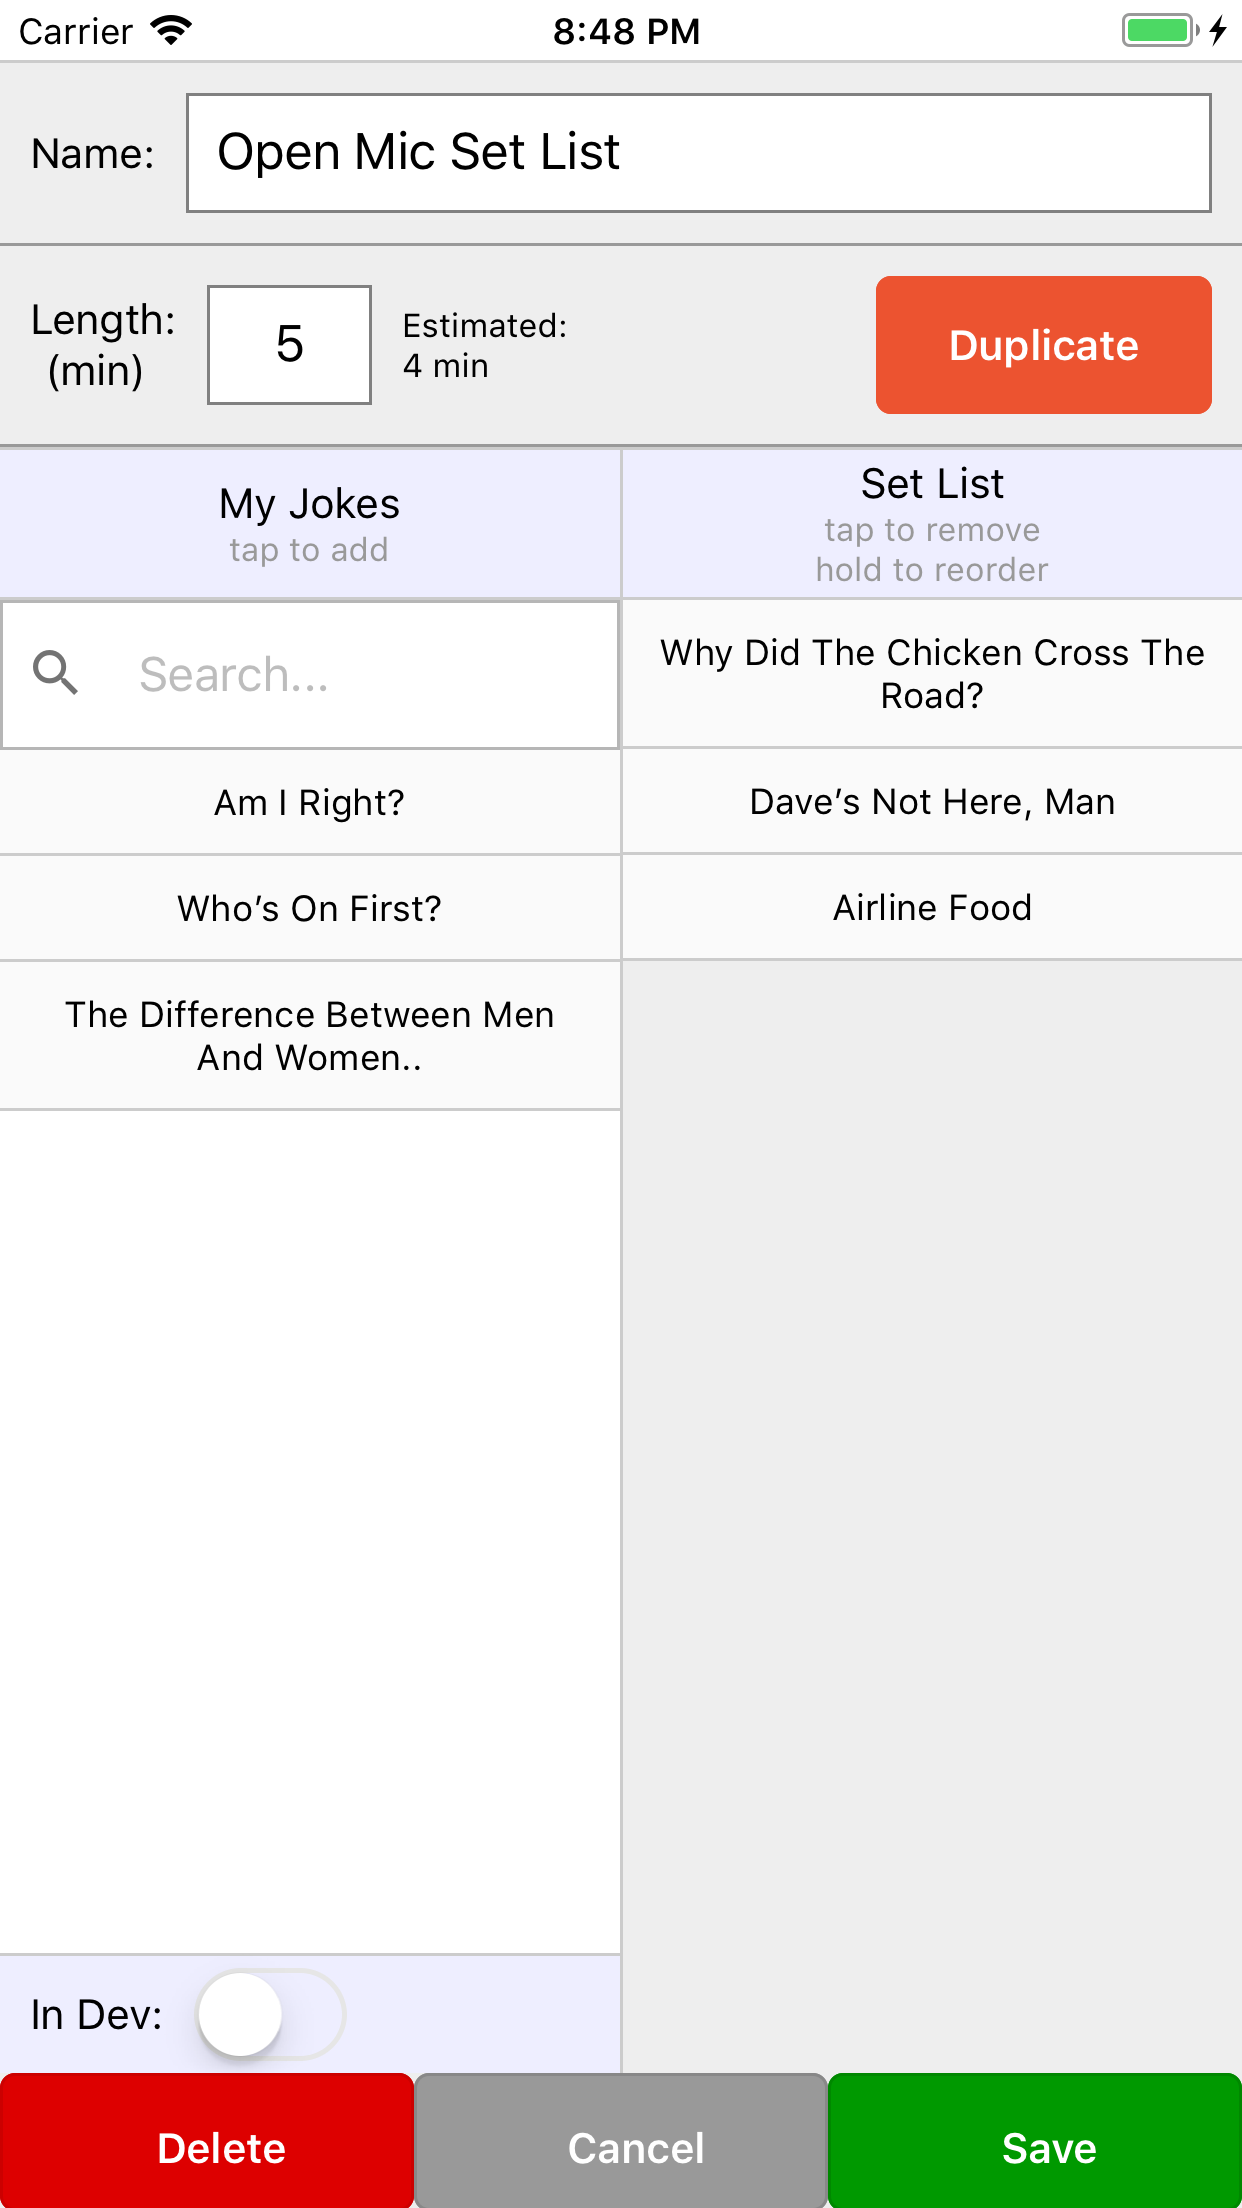 Carrier
8:48 PM
Name:
Open Mic Set List
Length:
(min)
5
Estimated:
4 min
Duplicate
My Jokes
tap to add
Set List
tap to remove
hold to reorder
Search...
Am I Right?
Who’s On First?
The Difference Between Men
And Women..
Why Did The Chicken Cross The
Road?
Dave’s Not Here, Man
Airline Food
In Dev:
Delete
Cancel
Save